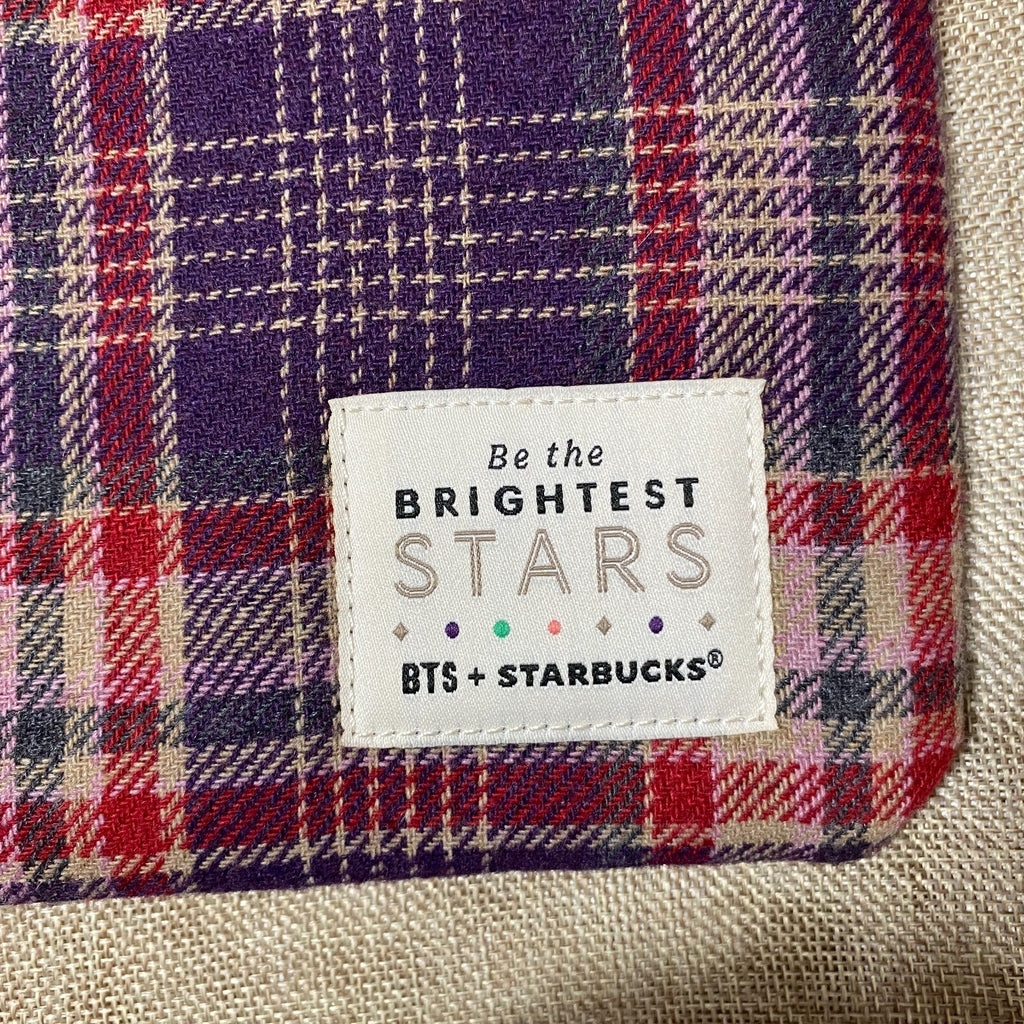 Be the
BRIGHTEST
STARS
BTS + STARBUCKS®